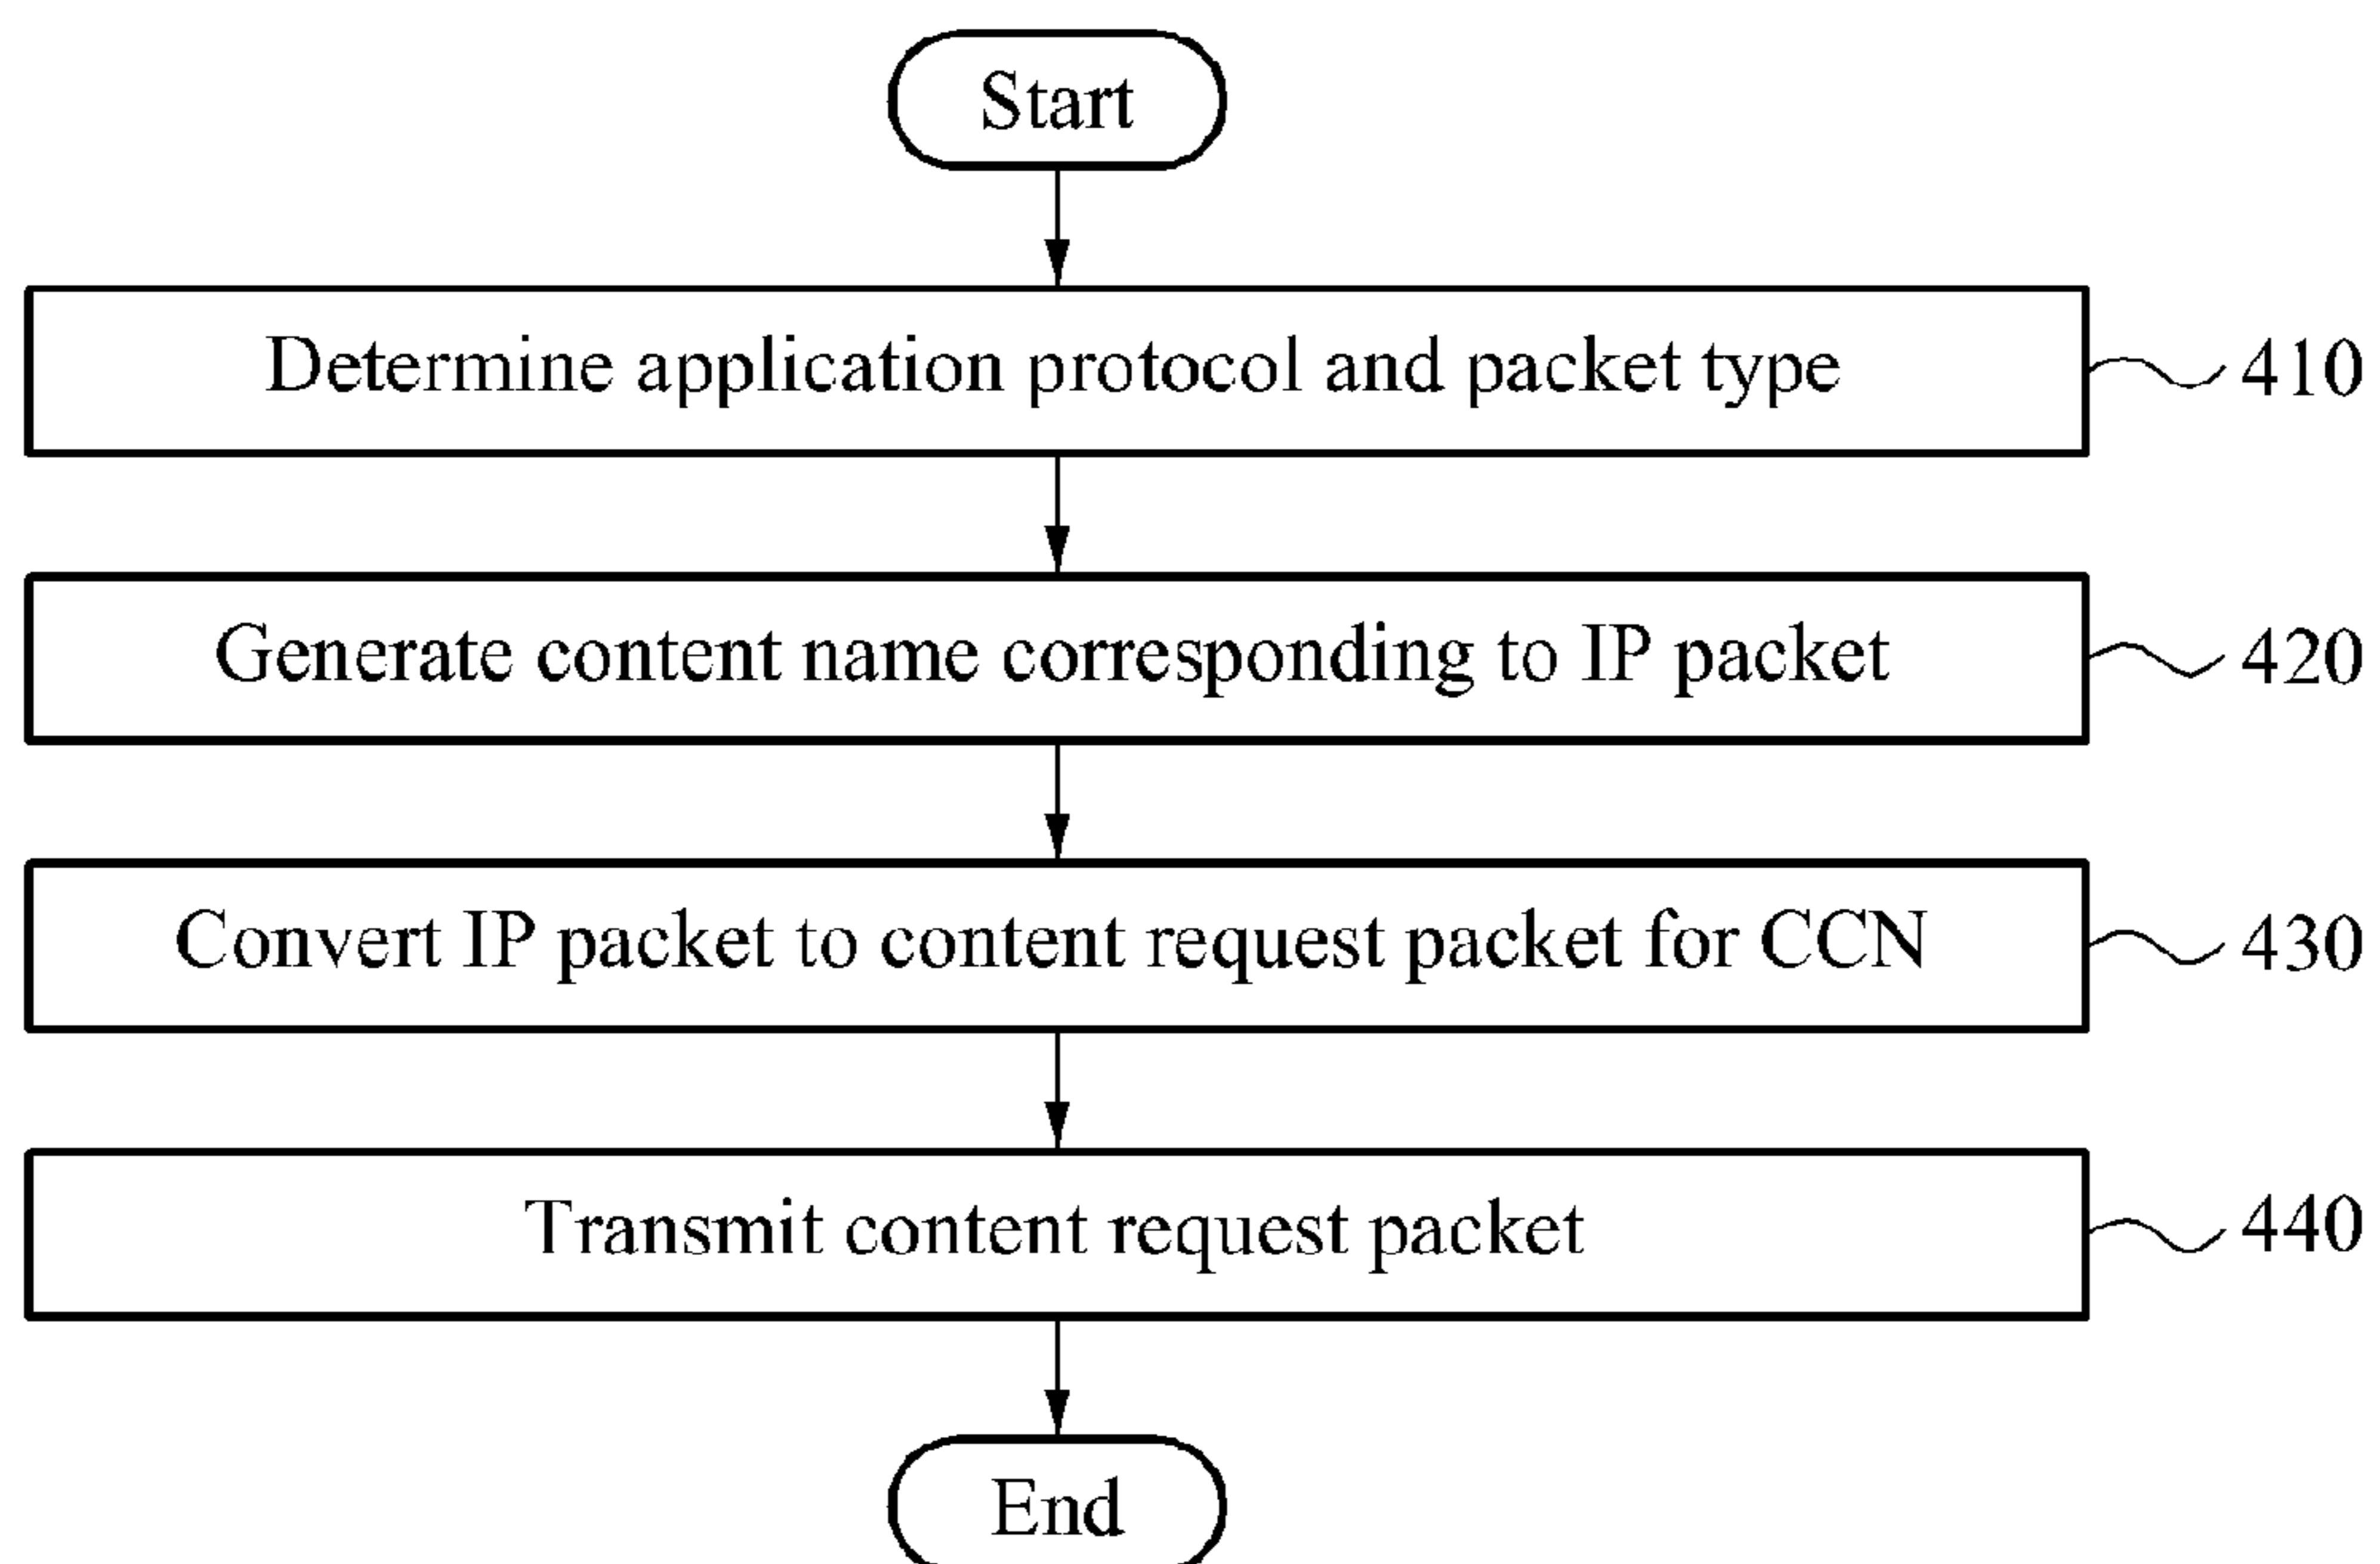 Start
Determine application protocol and packet type
410
Generate content name corresponding to IP packet
420
Convert IP packet to content request packet for CCN
430
Transmit content request packet
440
End